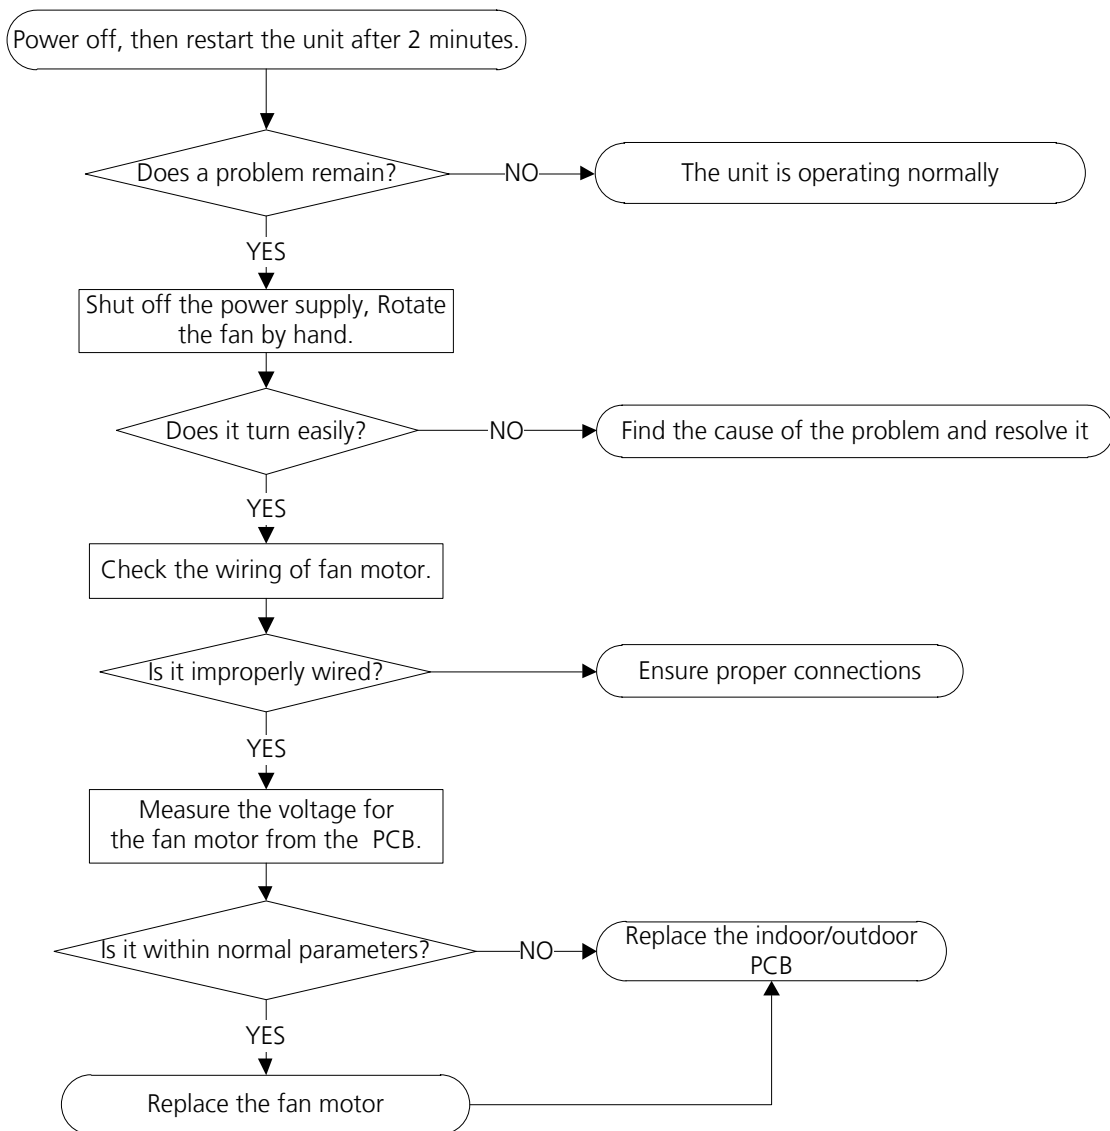 Power off, then restart the unit after 2 minutes.
Does a problem remain?
NO
The unit is operating normally
YES
Shut off the power supply, Rotate
the fan by hand.
Does it turn easily?
NO
Find the cause of the problem and resolve it
YES
Check the wiring of fan motor.
Is it improperly wired?
Ensure proper connections
YES
Measure the voltage for
the fan motor from the PCB.
Is it within normal parameters?
NO
Replace the indoor/outdoor
PCB
YES
Replace the fan motor